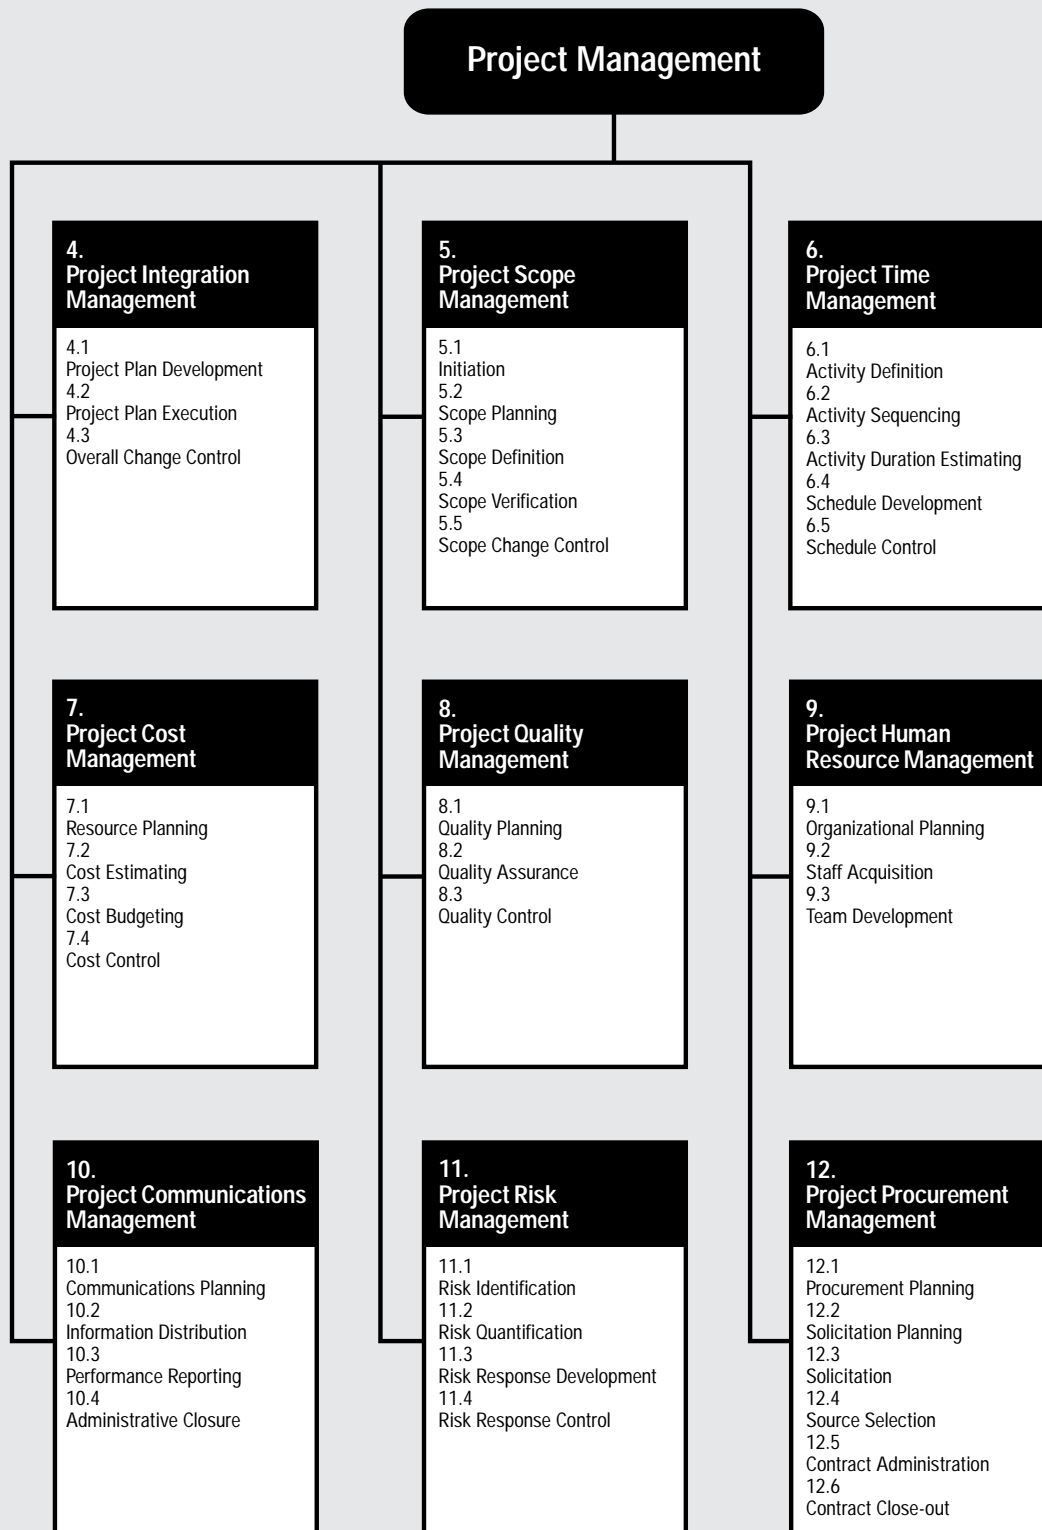 Project Management
4.
Project Integration
Management
4.1
Project Plan Development
4.2
Project Plan Execution
4.3
Overall Change Control
5.
Project Scope
Management
5.1
Initiation
5.2
Scope Planning
5.3
Scope Definition
5.4
Scope Verification
5.5
Scope Change Control
6.
Project Time
Management
6.1
Activity Definition
6.2
Activity Sequencing
6.3
Activity Duration Estimating
6.4
Schedule Development
6.5
Schedule Control
7.
Project Cost
Management
7.1
Resource Planning
7.2
Cost Estimating
7.3
Cost Budgeting
7.4
Cost Control
8.
Project Quality
Management
8.1
Quality Planning
8.2
Quality Assurance
8.3
Quality Control
9.
Project Human
Resource Management
9.1
Organizational Planning
9.2
Staff Acquisition
9.3
Team Development
10.
Project Communications
Management
10.1
Communications Planning
10.2
Information Distribution
10.3
Performance Reporting
10.4
Administrative Closure
11.
Project Risk
Management
11.1
Risk Identification
11.2
Risk Quantification
11.3
Risk Response Development
11.4
Risk Response Control
12.
Project Procurement
Management
12.1
Procurement Planning
12.2
Solicitation Planning
12.3
Solicitation
12.4
Source Selection
12.5
Contract Administration
12.6
Contract Close-out